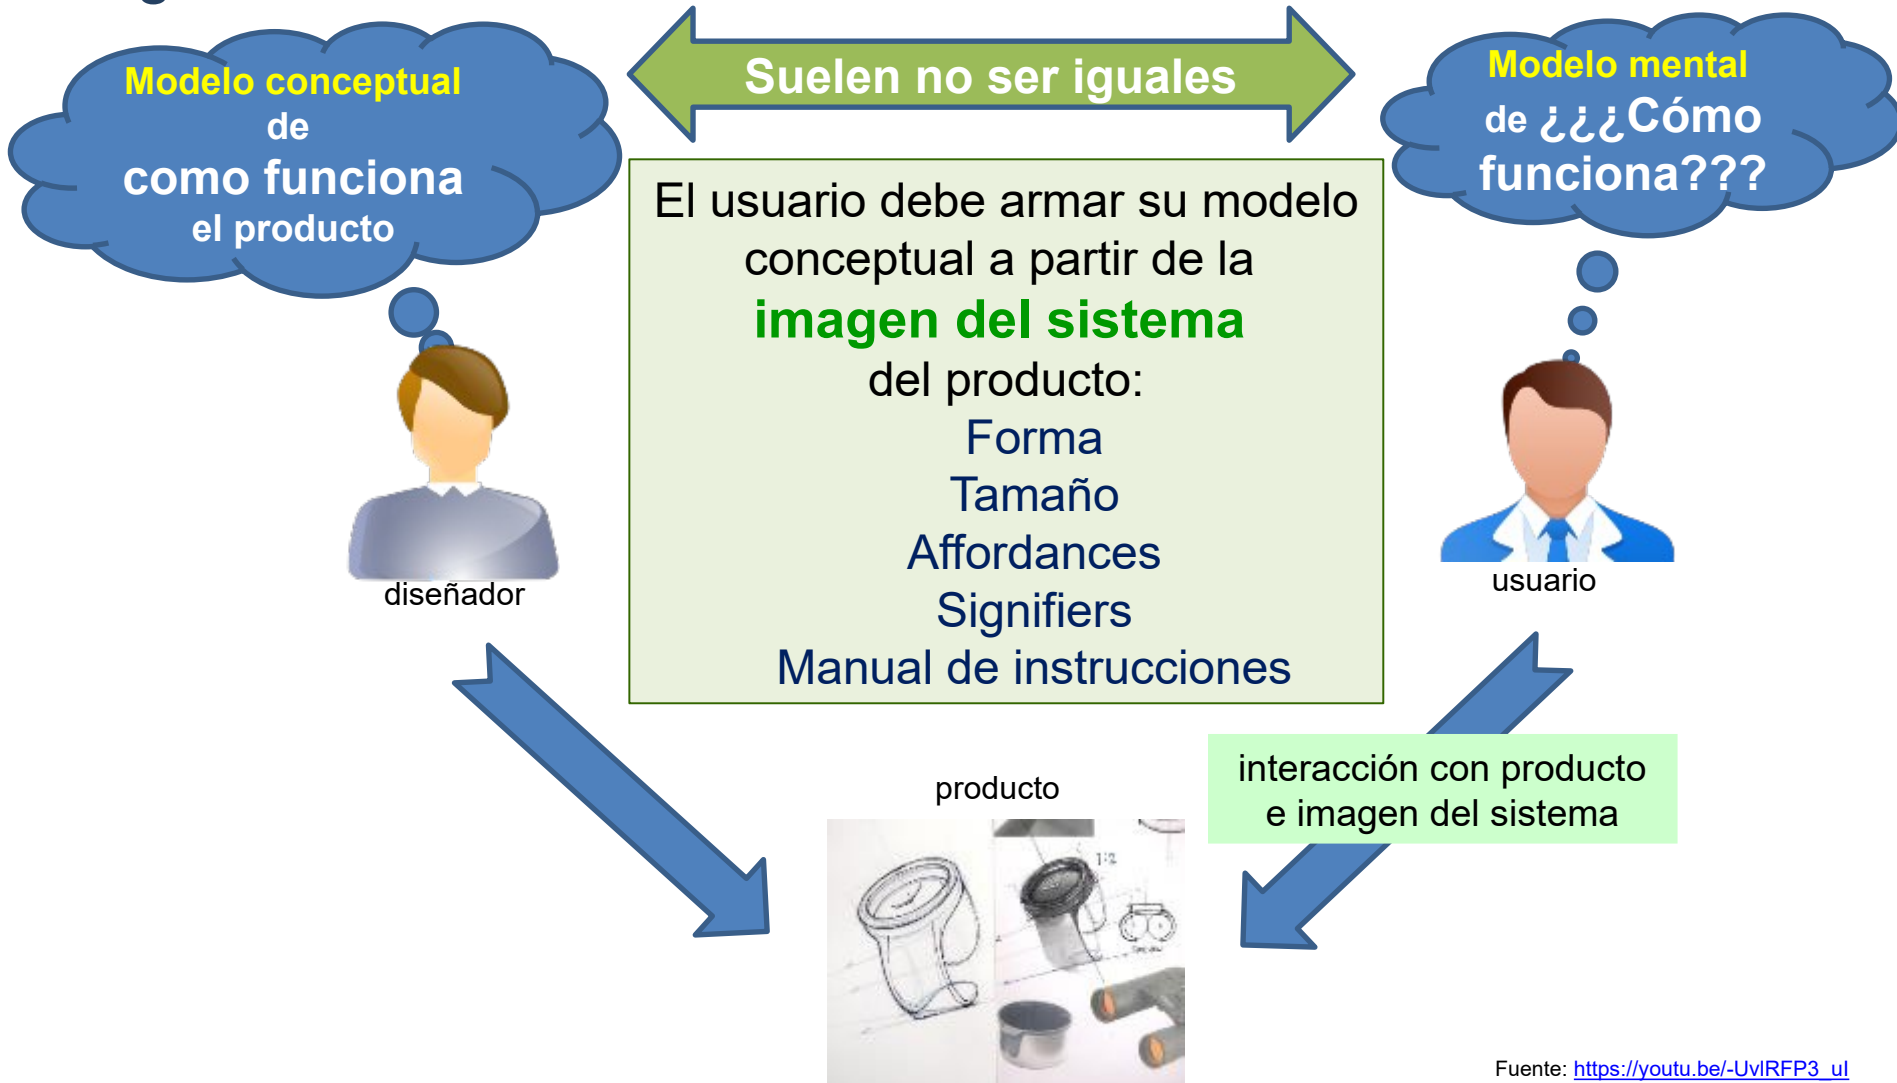 Modelo conceptual
de
como funciona
el producto
Suelen no ser iguales
Modelo mental
de ¿¿¿Cómo
funciona???
El usuario debe armar su modelo
conceptual a partir de la
imagen del sistema
del producto:
Forma
Tamaño
Affordances
Signifiers
Manual de instrucciones
diseñador
usuario
producto
interacción con producto
e imagen del sistema
1:2
Fuente: https://youtu.be/-UvlRFP3_uI